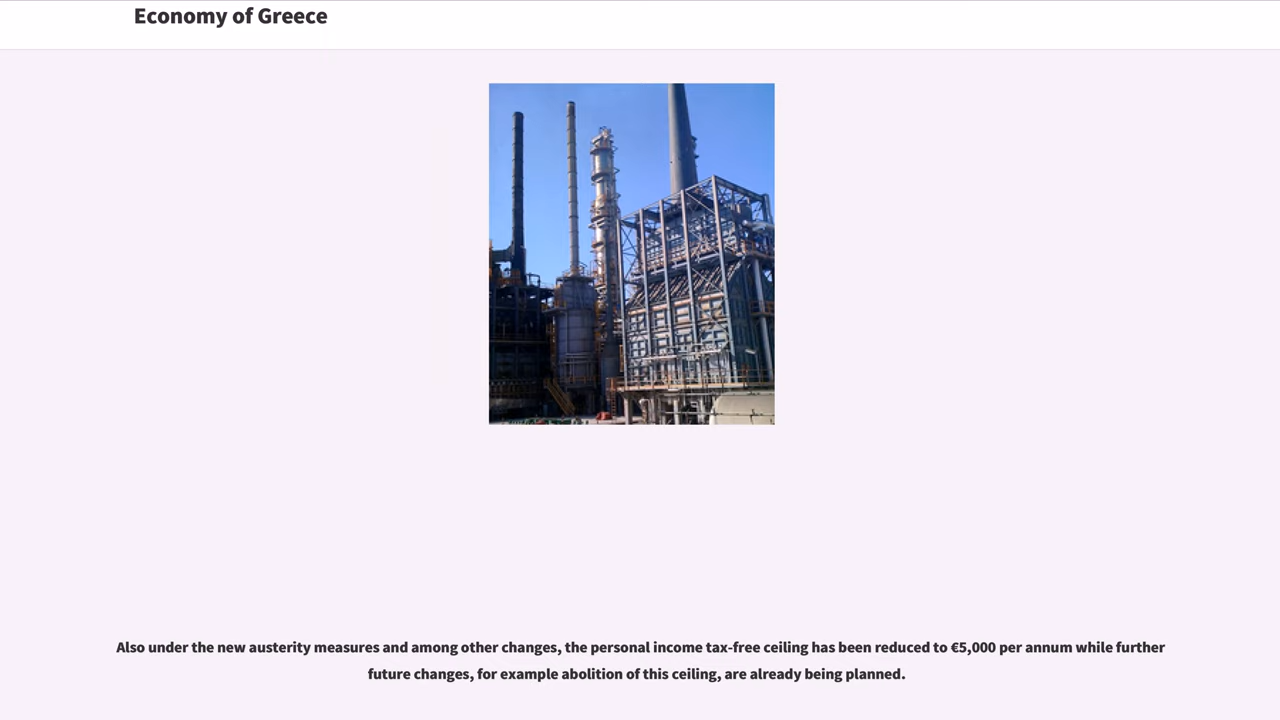 Economy of Greece
Also under the new austerity measures and among other changes, the personal income tax-free ceiling has been reduced to €5,000 per annum while further
future changes, for example abolition of this ceiling, are already being planned.